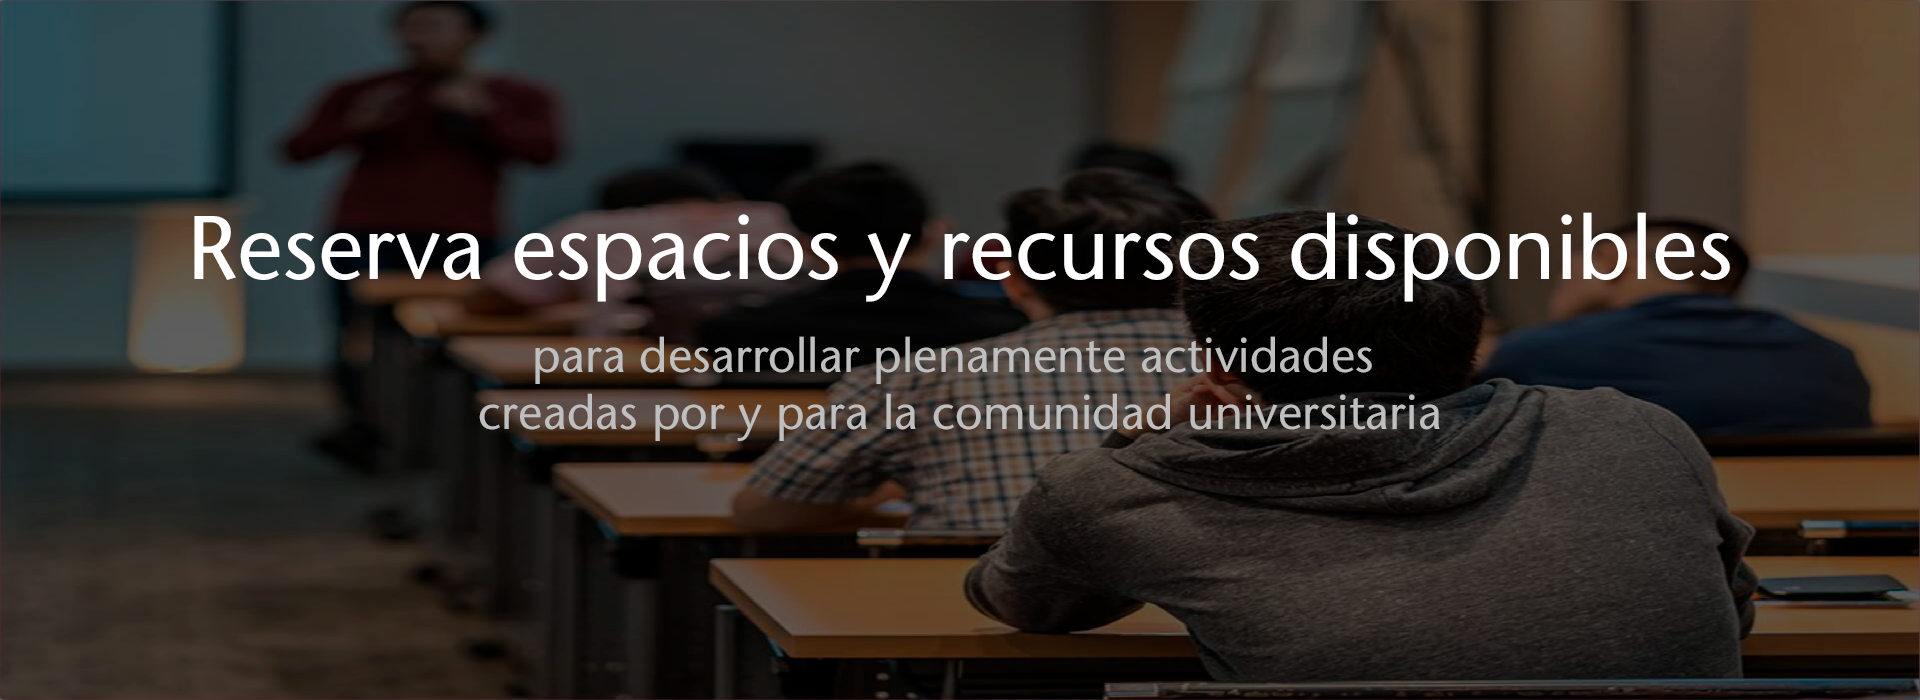 Reserva espacios y recursos disponibles
para desarrollar plenamente actividades
creadas por y para la comunidad universitaria